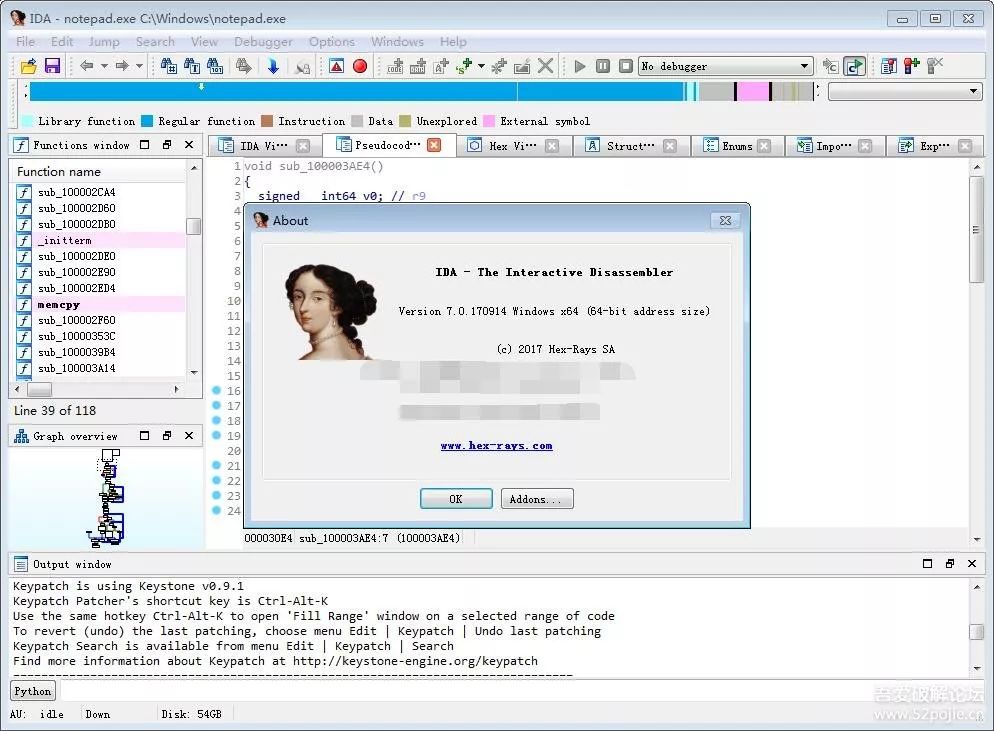 IDA - notepad.exe C:\Windows\notepad.exe
File Edit Jump Search View Debugger Options Windows Help
No debugger
Library function Regular function Instruction Data Unexplored External symbol
Functions window
IDA Vi··· Pseudocod··· Hex Vi··· Struct··· Enums Impo··· Exp···
Function name
sub_100002CA4
sub_100002D60
sub_100002DB0
_initterm
sub_100002DE0
sub_100002E90
sub_100002ED4
memcpy
sub_100002F60
sub_10000353C
sub_1000039B4
sub_100003A14
Line 39 of 118
Graph overview
1 void sub_100003AE4()
2 {
3 signed int64 v0; // r9
4
5
6
7
8
9
10
11
12
13
14
15
16
17
18
19
20
21
22
23
24
About
IDA - The Interactive Disassembler
Version 7.0.170914 Windows x64 (64-bit address size)
(c) 2017 Hex-Rays SA
www.hex-rays.com
OK Addons...
000030E4 sub_100003AE4:7 (100003AE4)
Output window
Keypatch is using Keystone v0.9.1
Keypatch Patcher's shortcut key is Ctrl-Alt-K
Use the same hotkey Ctrl-Alt-K to open 'Fill Range' window on a selected range of code
To revert (undo) the last patching, choose menu Edit | Keypatch | Undo last patching
Keypatch Search is available from menu Edit | Keypatch | Search
Find more information about Keypatch at http://keystone-engine.org/keypatch
Python
AU: idle Down Disk: 54GB
吾爱破解论坛
www.52pojie.cn